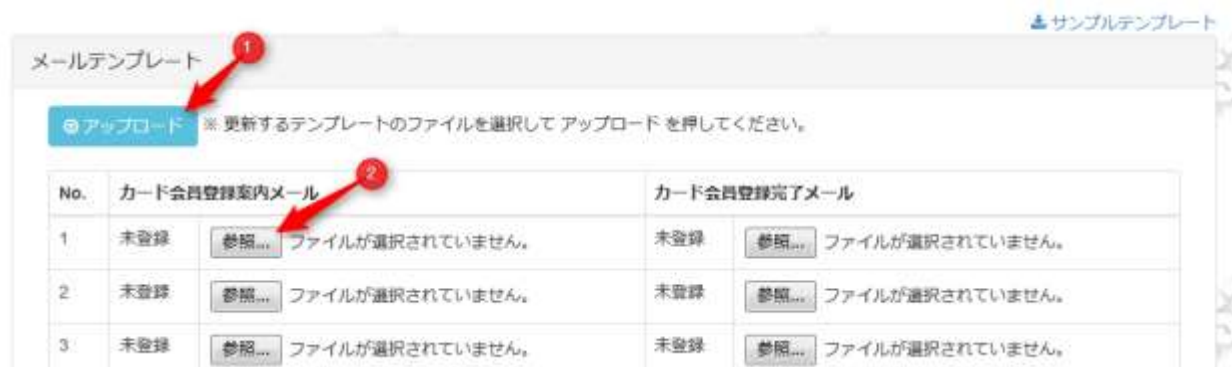 サンプルテンプレート
メールテンプレート
1
アップロード ※ 更新するテンプレートのファイルを選択して アップロード を押してください。
2
No. カード会員登録案内メール カード会員登録完了メール
1 未登録 参照... ファイルが選択されていません。 未登録 参照... ファイルが選択されていません。
2 未登録 参照... ファイルが選択されていません。 未登録 参照... ファイルが選択されていません。
3 未登録 参照... ファイルが選択されていません。 未登録 参照... ファイルが選択されていません。